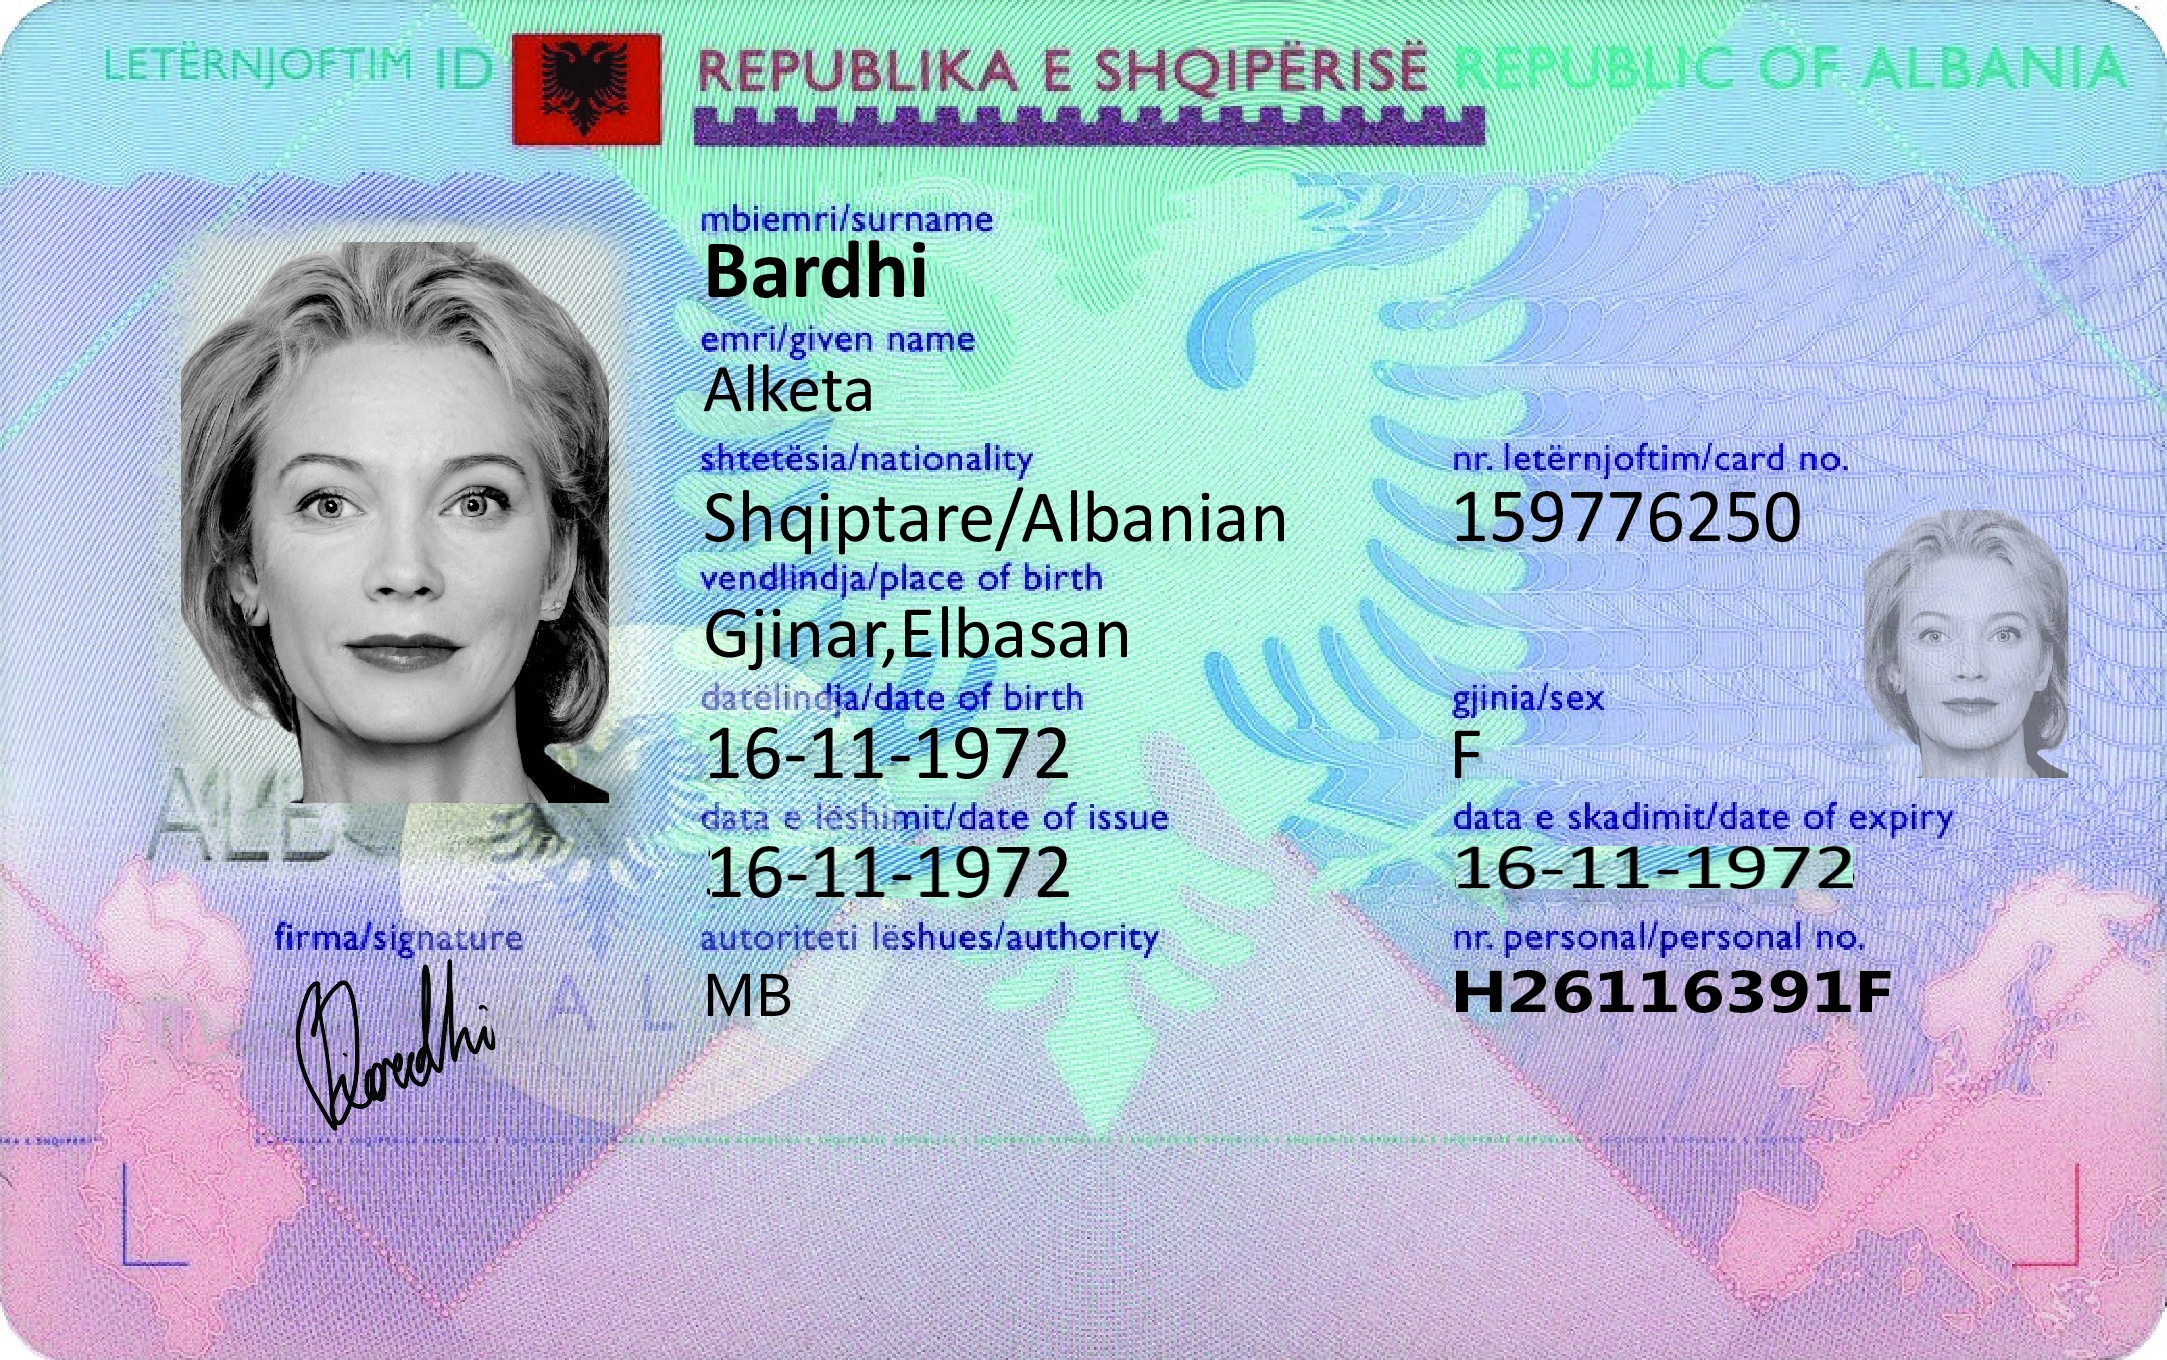 LETËRNJOFTIM ID REPUBLIKA E SHQIPËRISË REPUBLIC OF ALBANIA
mbiemri/surname
Bardhi
emri/given name
Alketa
shtetësia/nationality nr. letërnjoftim/card no.
Shqiptare/Albanian 159776250
vendlindja/place of birth
Gjinar,Elbasan
datëlindja/date of birth gjinia/sex
16-11-1972 F
ALB
data e lëshimit/date of issue data e skadimit/date of expiry
16-11-1972 16-11-1972
firma/signature autoriteti lëshues/authority nr. personal/personal no.
Bardhi MB H26116391F
A L